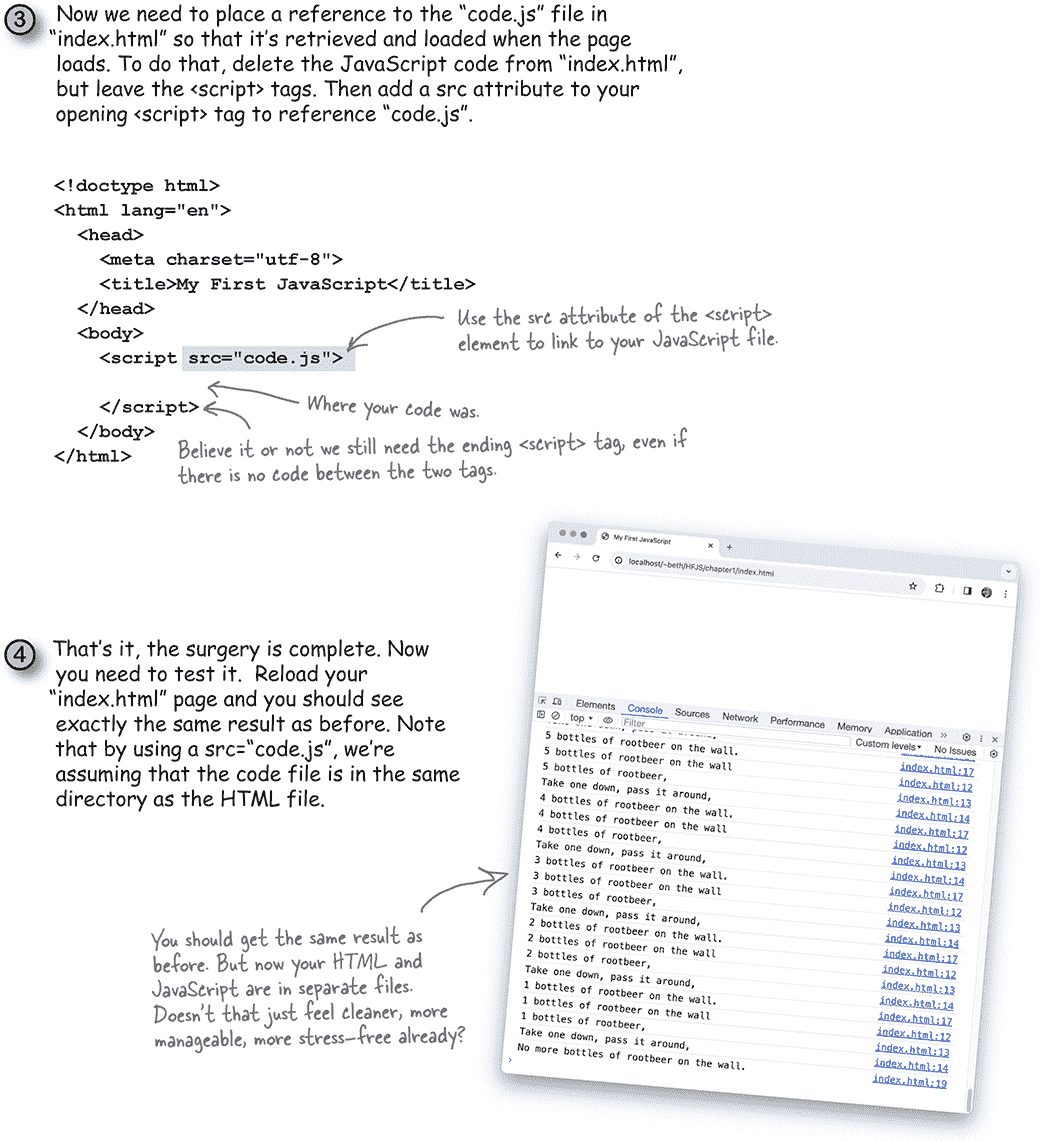 3
Now we need to place a reference to the “code.js” file in
“index.html” so that it’s retrieved and loaded when the page
loads. To do that, delete the JavaScript code from “index.html”,
but leave the <script> tags. Then add a src attribute to your
opening <script> tag to reference “code.js”.
<!doctype html>
<html lang="en">
<head>
<meta charset="utf-8">
<title>My First JavaScript</title>
</head>
<body>
<script src="code.js">
</script>
</body>
</html>
Use the src attribute of the <script>
element to link to your JavaScript file.
Where your code was.
Believe it or not we still need the ending <script> tag, even if
there is no code between the two tags.
4
That’s it, the surgery is complete. Now
you need to test it. Reload your
“index.html” page and you should see
exactly the same result as before. Note
that by using a src=“code.js”, we’re
assuming that the code file is in the same
directory as the HTML file.
You should get the same result as
before. But now your HTML and
JavaScript are in separate files.
Doesn’t that just feel cleaner, more
manageable, more stress–free already?
My First JavaScript
localhost/~beth/HFJS/chapter1/index.html
Elements Console Sources Network Performance Memory Application
top Filter Custom levels No Issues
5 bottles of rootbeer on the wall.
5 bottles of rootbeer on the wall index.html:17
5 bottles of rootbeer, index.html:12
Take one down, pass it around, index.html:13
4 bottles of rootbeer on the wall. index.html:14
4 bottles of rootbeer on the wall index.html:17
4 bottles of rootbeer, index.html:12
Take one down, pass it around, index.html:13
3 bottles of rootbeer on the wall. index.html:14
3 bottles of rootbeer on the wall index.html:17
3 bottles of rootbeer, index.html:12
Take one down, pass it around, index.html:13
2 bottles of rootbeer on the wall. index.html:14
2 bottles of rootbeer on the wall index.html:17
2 bottles of rootbeer, index.html:12
Take one down, pass it around, index.html:13
1 bottles of rootbeer on the wall. index.html:14
1 bottles of rootbeer on the wall index.html:17
1 bottles of rootbeer, index.html:12
Take one down, pass it around, index.html:13
No more bottles of rootbeer on the wall. index.html:14
index.html:19